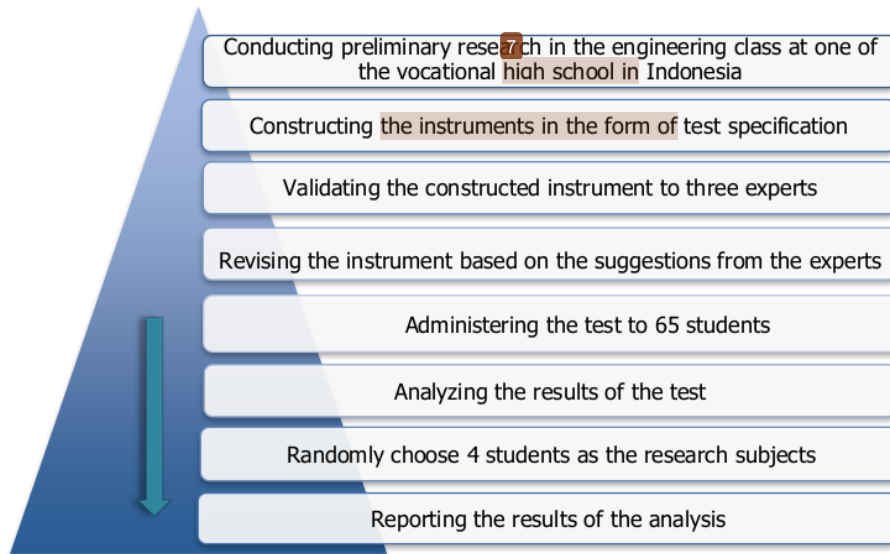 Conducting preliminary research in the engineering class at one of
the vocational high school in Indonesia
7
Constructing the instruments in the form of test specification
Validating the constructed instrument to three experts
Revising the instrument based on the suggestions from the experts
Administering the test to 65 students
Analyzing the results of the test
Randomly choose 4 students as the research subjects
Reporting the results of the analysis